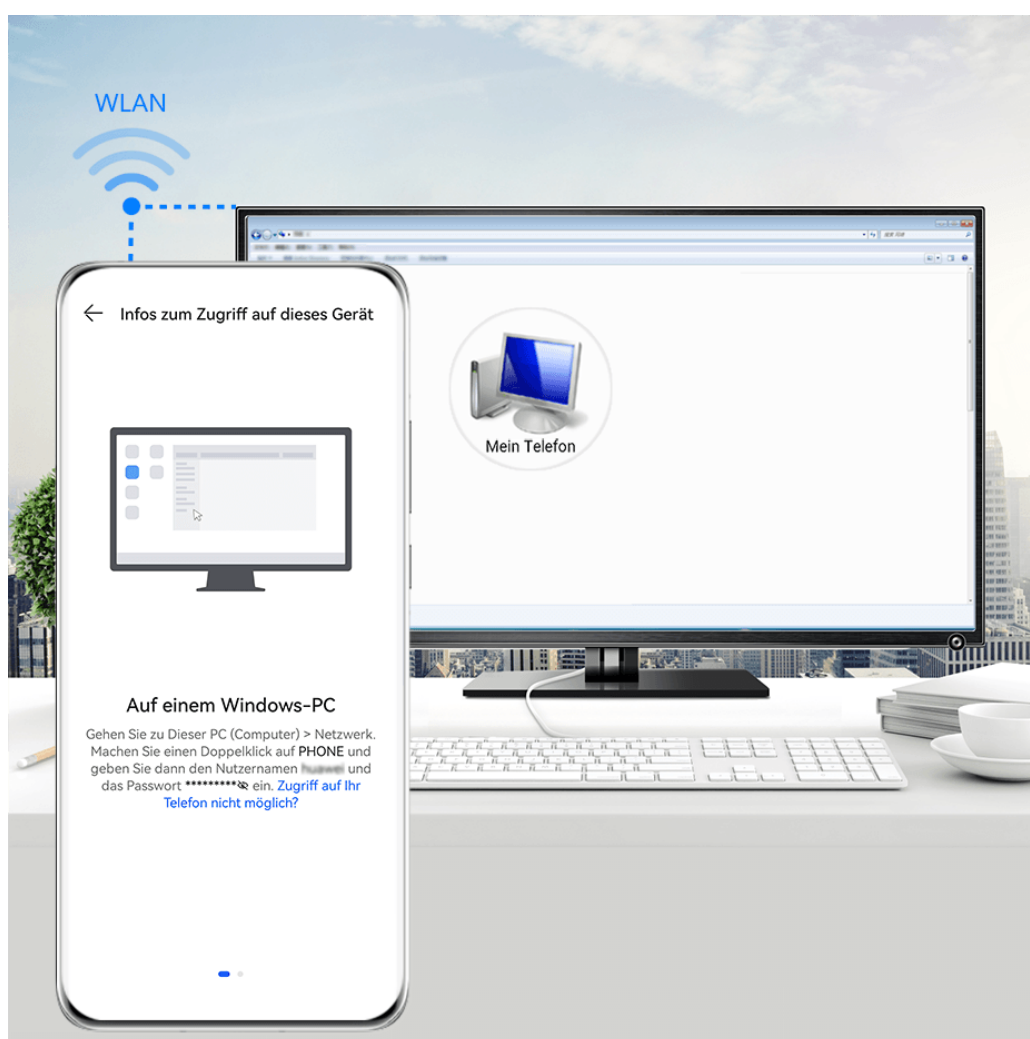 WLAN
Infos zum Zugriff auf dieses Gerät
Mein Telefon
Auf einem Windows-PC
Gehen Sie zu Dieser PC (Computer) > Netzwerk.
Machen Sie einen Doppelklick auf PHONE und
geben Sie dann den Nutzernamen und
das Passwort ********* ein. Zugriff auf Ihr
Telefon nicht möglich?